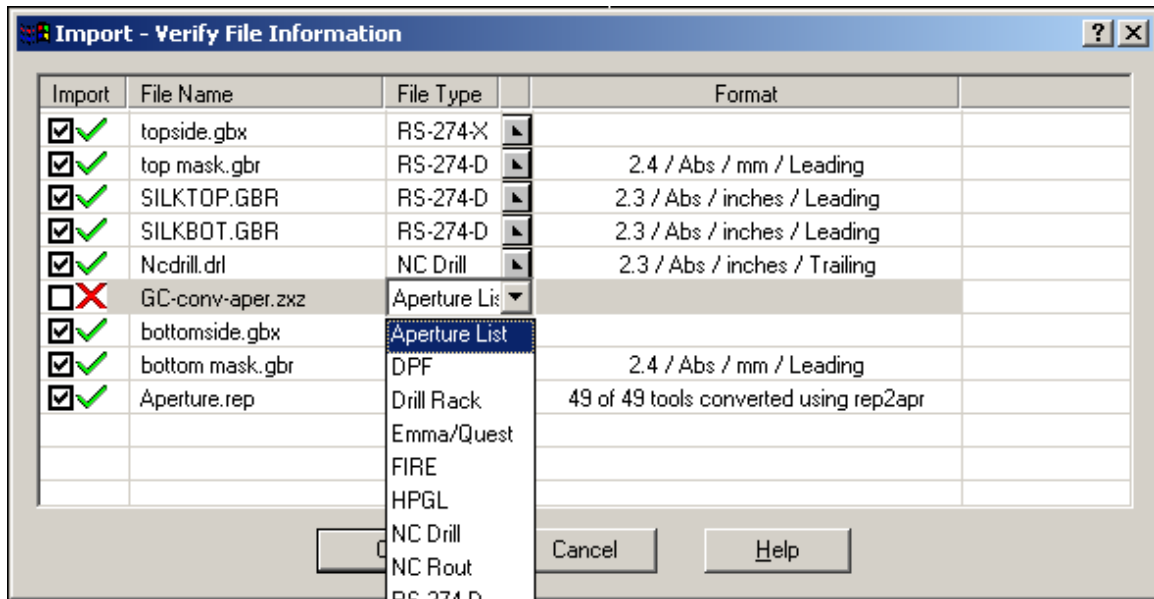 Import - Verify File Information
Import File Name File Type Format
topside.gbx RS-274-X
top mask.gbr RS-274-D 2.4 / Abs / mm / Leading
SILKTOP.GBR RS-274-D 2.3 / Abs / inches / Leading
SILKBOT.GBR RS-274-D 2.3 / Abs / inches / Leading
Ncdrill.drl NC Drill 2.3 / Abs / inches / Trailing
GC-conv-aper.zxz Aperture Lis
bottomside.gbx Aperture List
bottom mask.gbr DPF 2.4 / Abs / mm / Leading
Aperture.rep Drill Rack 49 of 49 tools converted using rep2apr
Emma/Quest
FIRE
HPGL
NC Drill
Cancel Help
NC Rout
RS-274-D